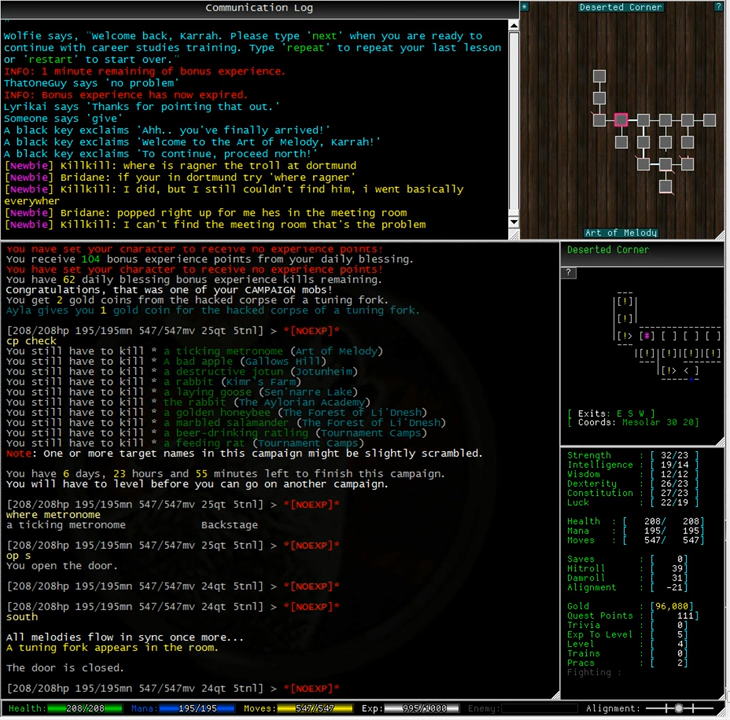 Communication Log
"
Wolfie says, "Welcome back, Karrah. Please type 'next' when you are ready to
continue with career studies training. Type 'repeat' to repeat your last lesson
or 'restart' to start over."
INFO: 1 minute remaining of bonus experience.
ThatOneGuy says 'no problem'
INFO: Bonus experience has now expired.
Lyrikai says 'Thanks for pointing that out.'
Someone says 'give'
A black key exclaims 'Ahh.. you've finally arrived!'
A black key exclaims 'Welcome to the Art of Melody, Karrah!'
A black key exclaims 'To continue, proceed north!'
[Newbie] Killkill: where is ragner the troll at dortmund
[Newbie] Bridane: if your in dortmund try 'where ragner'
[Newbie] Killkill: I did, but I still couldn't find him, i went basically
everywher
[Newbie] Bridane: popped right up for me hes in the meeting room
[Newbie] Killkill: I can't find the meeting room that's the problem
* Deserted Corner ?
Art of Melody
You have set your character to receive no experience points!
You receive 104 bonus experience points from your daily blessing.
You have set your character to receive no experience points!
You have 62 daily blessing bonus experience kills remaining.
Congratulations, that was one of your CAMPAIGN mobs!
You get 2 gold coins from the hacked corpse of a tuning fork.
Ayla gives you 1 gold coin for the hacked corpse of a tuning fork.
[208/208hp 195/195mn 547/547mv 25qt 5tnl] > *[NOEXP]*
cp check
You still have to kill * a ticking metronome (Art of Melody)
You still have to kill * A bad apple (Gallows Hill)
You still have to kill * a destructive jotun (Jotunheim)
You still have to kill * a rabbit (Kimr's Farm)
You still have to kill * a laying goose (Sen'narre Lake)
You still have to kill * the rabbit (The Aylorian Academy)
You still have to kill * a golden honeybee (The Forest of Li'Dnesh)
You still have to kill * a marbled salamander (The Forest of Li'Dnesh)
You still have to kill * a beer-drinking ratling (Tournament Camps)
You still have to kill * a feeding rat (Tournament Camps)
Note: One or more target names in this campaign might be slightly scrambled.
You have 6 days, 23 hours and 55 minutes left to finish this campaign.
You will have to level before you can go on another campaign.
[208/208hp 195/195mn 547/547mv 25qt 5tnl] > *[NOEXP]*
where metronome
a ticking metronome Backstage
[208/208hp 195/195mn 547/547mv 25qt 5tnl] > *[NOEXP]*
op s
You open the door.
[208/208hp 195/195mn 547/547mv 24qt 5tnl] > *[NOEXP]*
[208/208hp 195/195mn 547/547mv 24qt 5tnl] > *[NOEXP]*
south
All melodies flow in sync once more...
A tuning fork appears in the room.
The door is closed.
[208/208hp 195/195mn 547/547mv 24qt 5tnl] > *[NOEXP]*
Deserted Corner
?
[!]
[!]
[!> [#] [ ] [ ] [ ] [ ]
[!] [!] [!] [!]
[!> < ]
[ Exits: E S W ]
[ Coords: Mesolar 30 20 ]
Strength : [ 32/23 ]
Intelligence : [ 19/14 ]
Wisdom : [ 12/12 ]
Dexterity : [ 26/23 ]
Constitution : [ 27/23 ]
Luck : [ 22/19 ]
Health : [ 208/ 208]
Mana : [ 195/ 195]
Moves : [ 547/ 547]
Saves : [ 0]
Hitroll : [ 39]
Damroll : [ 31]
Alignment : [ -21]
Gold : [96,080]
Quest Points : [ 111]
Trivia : [ 0]
Exp To Level : [ 5]
Level : [ 4]
Trains : [ 0]
Pracs : [ 2]
Fighting :
Health: 208/208 Mana: 195/195 Moves: 547/547 Exp: 995/1000 Enemy: Alignment: